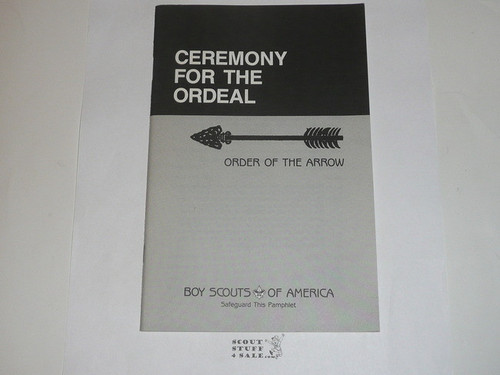 CEREMONY
FOR THE
ORDEAL
ORDER OF THE ARROW
BOY SCOUTS OF AMERICA
Safeguard This Pamphlet
SCOUT
STUFF
4 SALE...